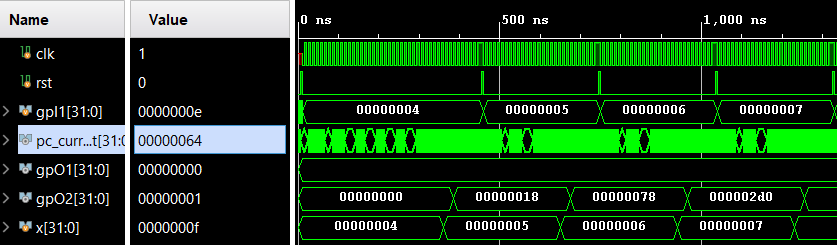 Name Value 0 ns 500 ns 1,000 ns
clk 1
rst 0
gpI1[31:0] 0000000e 00000004 00000005 00000006 00000007
pc_curr...t[31:0 00000064
gpO1[31:0] 00000000
gpO2[31:0] 00000001 00000000 00000018 00000078 000002d0
x[31:0] 0000000f 00000004 00000005 00000006 00000007